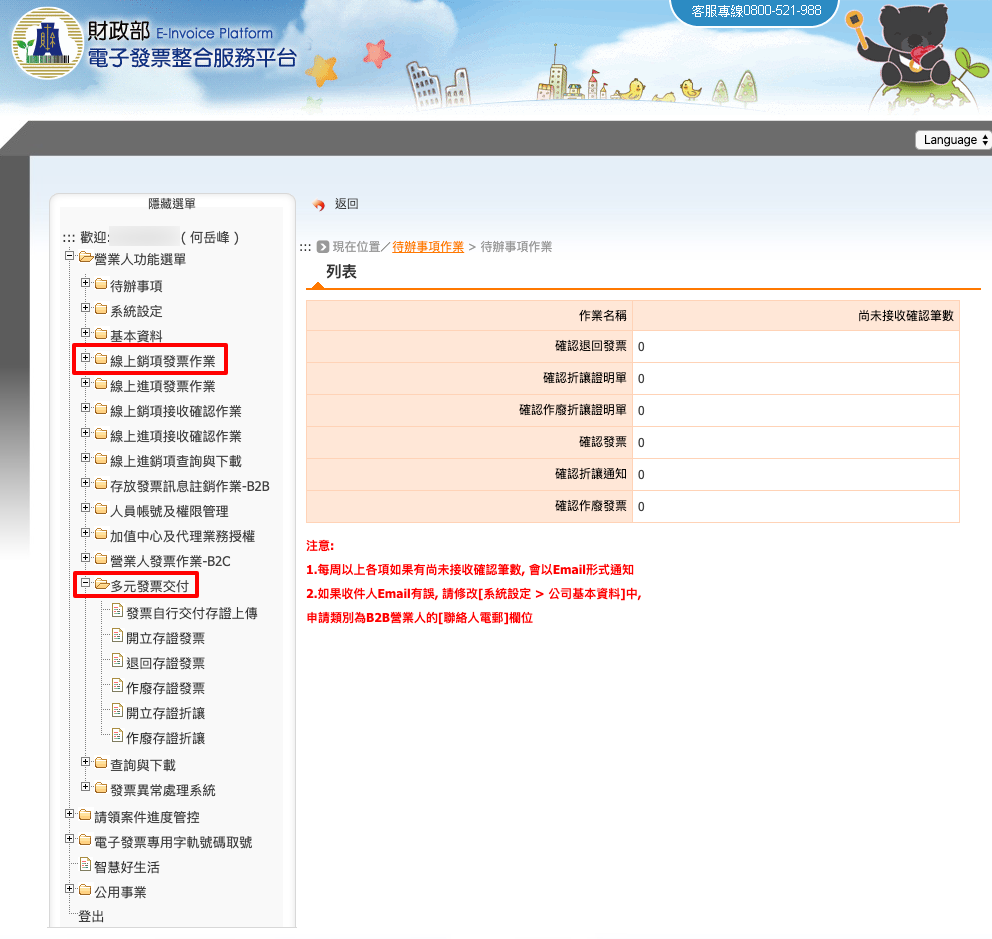 客服專線0800-521-988
財政部 E-Invoice Platform
電子發票整合服務平台
Language
隱藏選單
::: 歡迎: ( 何岳峰 )
營業人功能選單
待辦事項
系統設定
基本資料
線上銷項發票作業
線上進項發票作業
線上銷項接收確認作業
線上進項接收確認作業
線上進銷項查詢與下載
存放發票訊息註銷作業-B2B
人員帳號及權限管理
加值中心及代理業務授權
營業人發票作業-B2C
多元發票交付
發票自行交付存證上傳
開立存證發票
退回存證發票
作廢存證發票
開立存證折讓
作廢存證折讓
查詢與下載
發票異常處理系統
請領案件進度管控
電子發票專用字軌號碼取號
智慧好生活
公用事業
登出
返回
::: 現在位置／待辦事項作業 > 待辦事項作業
列表
作業名稱 尚未接收確認筆數
確認退回發票 0
確認折讓證明單 0
確認作廢折讓證明單 0
確認發票 0
確認折讓通知 0
確認作廢發票 0
注意:
1.每周以上各項如果有尚未接收確認筆數, 會以Email形式通知
2.如果收件人Email有誤, 請修改[系統設定 > 公司基本資料]中,
申請類別為B2B營業人的[聯絡人電郵]欄位